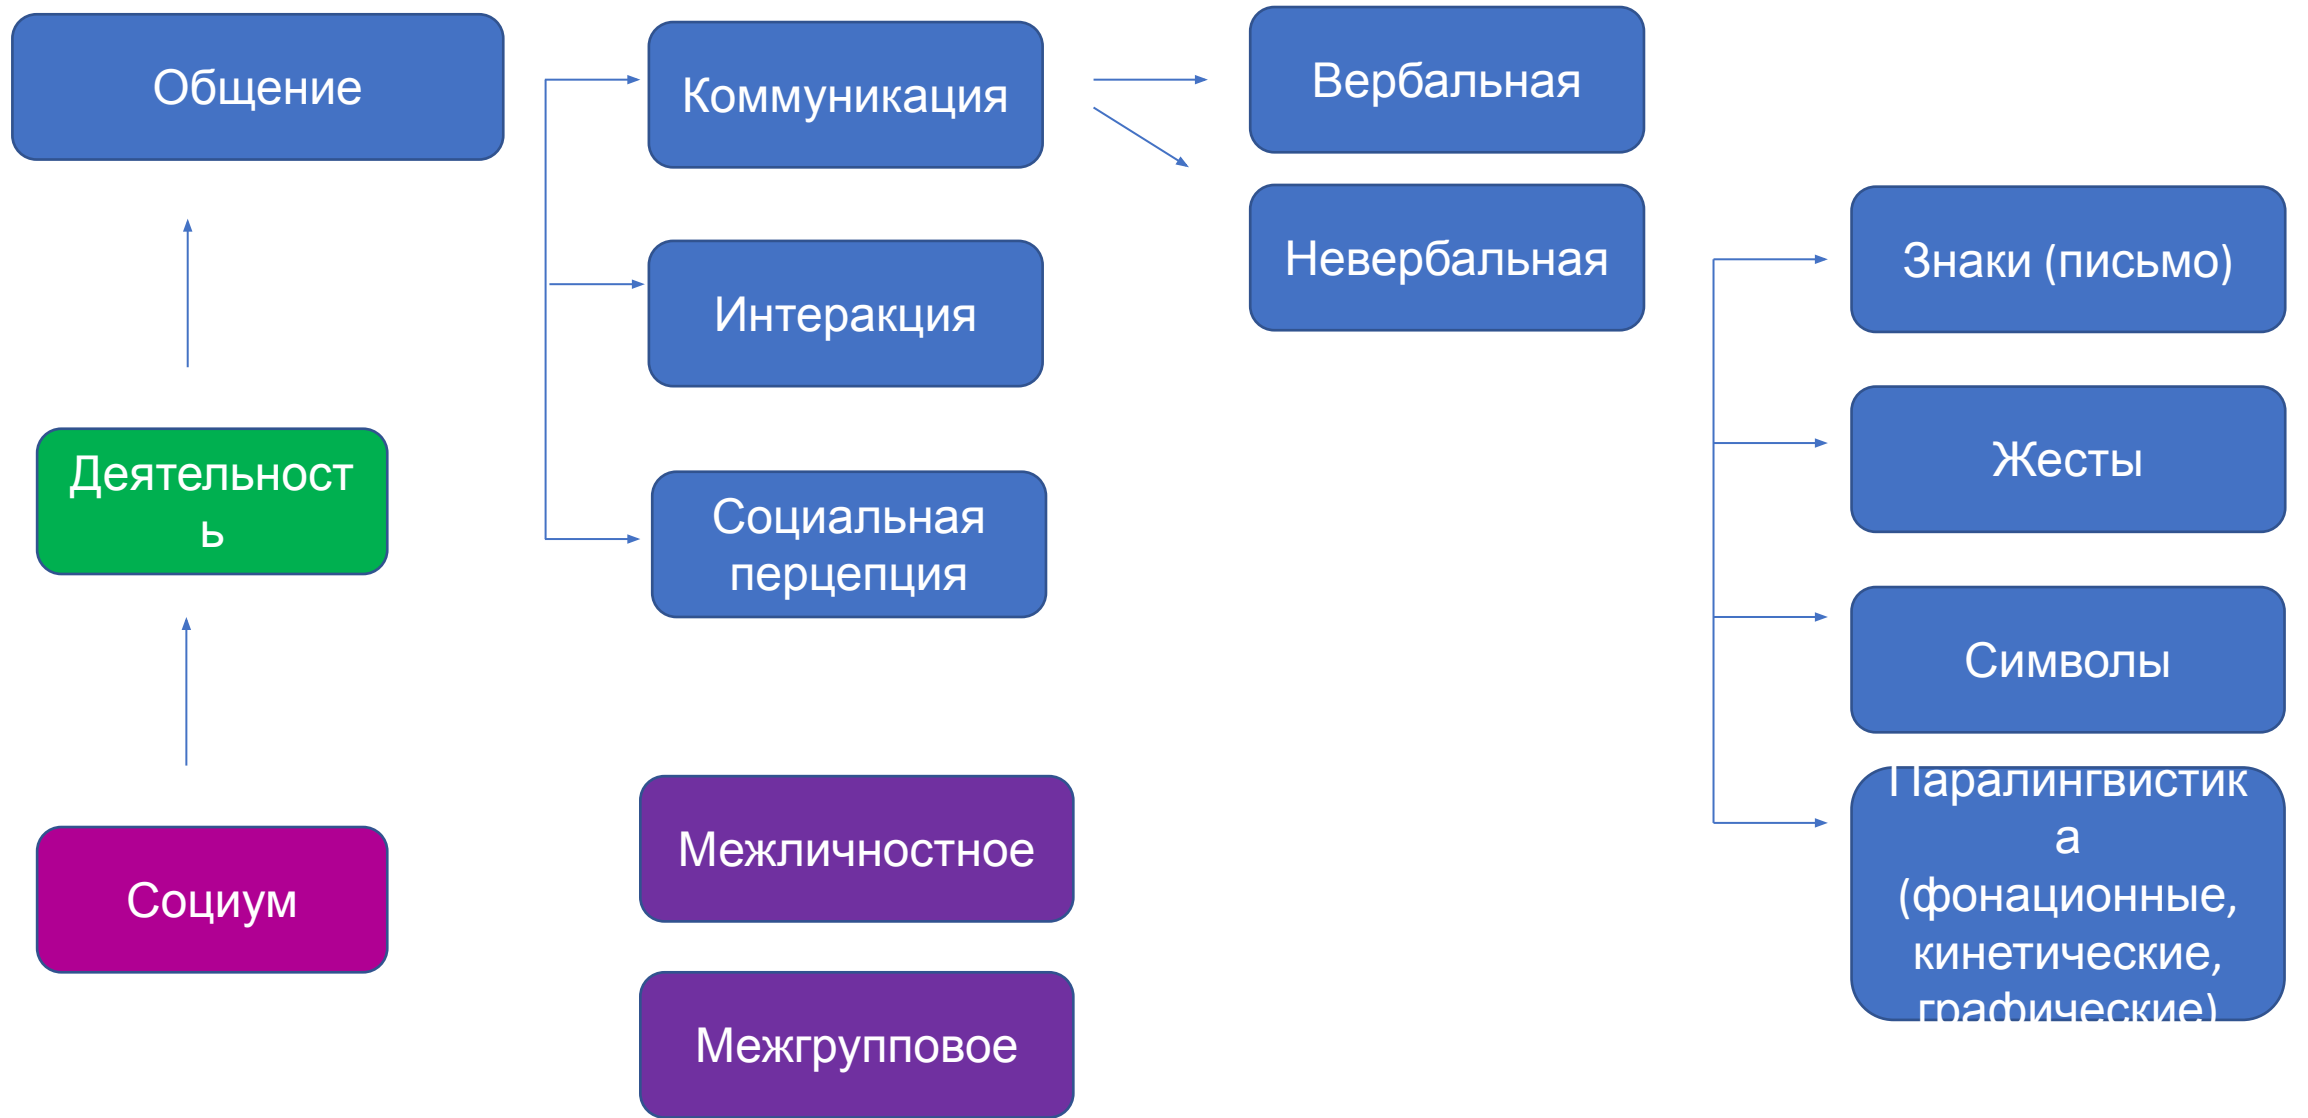 Общение
Коммуникация
Вербальная
Невербальная
Знаки (письмо)
Интеракция
Жесты
Деятельност
ь
Социальная
перцепция
Символы
Межличностное
Социум
Паралингвистик
а
(фонационные,
кинетические,
графические)
Межгрупповое